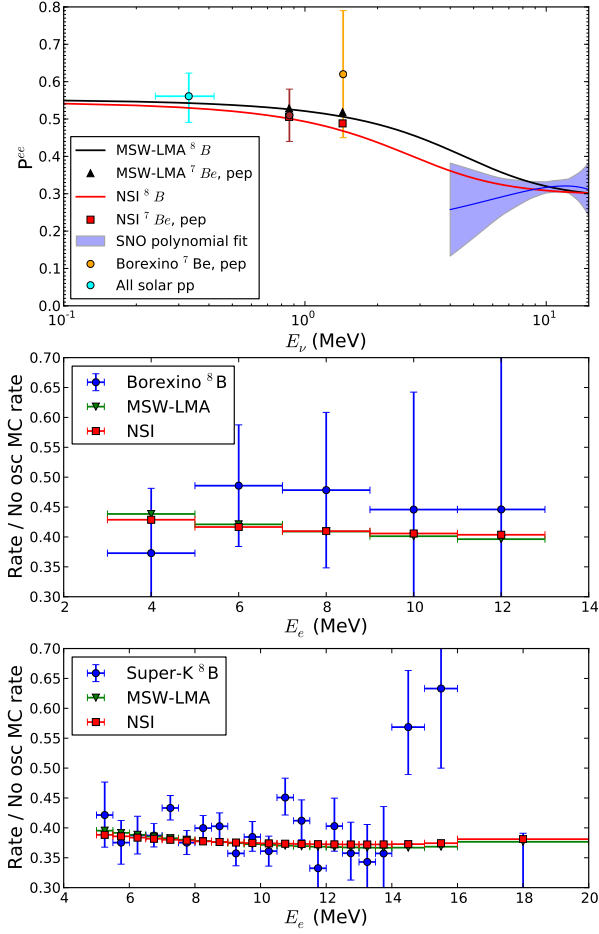 0.8
0.7
0.6
0.5
0.4
0.3
0.2
0.1
0.0
P^{ee}
MSW-LMA ⁸B
MSW-LMA ⁷Be, pep
NSI ⁸B
NSI ⁷Be, pep
SNO polynomial fit
Borexino ⁷Be, pep
All solar pp
10⁻¹ 10⁰ 10¹
E_ν (MeV)
0.70
0.65
0.60
0.55
0.50
0.45
0.40
0.35
0.30
Rate / No osc MC rate
Borexino ⁸B
MSW-LMA
NSI
2 4 6 8 10 12 14
E_e (MeV)
0.70
0.65
0.60
0.55
0.50
0.45
0.40
0.35
0.30
Rate / No osc MC rate
Super-K ⁸B
MSW-LMA
NSI
4 6 8 10 12 14 16 18 20
E_e (MeV)